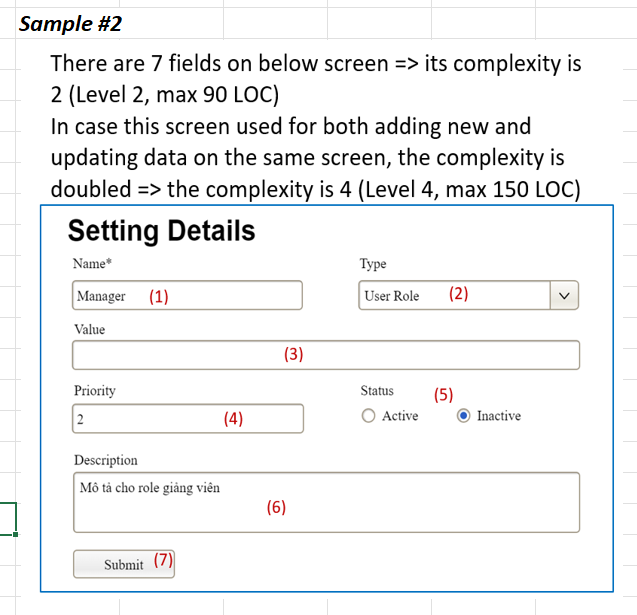 Sample #2
There are 7 fields on below screen => its complexity is
2 (Level 2, max 90 LOC)
In case this screen used for both adding new and
updating data on the same screen, the complexity is
doubled => the complexity is 4 (Level 4, max 150 LOC)
Setting Details
Name* Type
Manager (1) User Role (2)
Value
(3)
Priority Status (5)
2 (4) Active Inactive
Description
Mô tả cho role giảng viên
(6)
Submit (7)